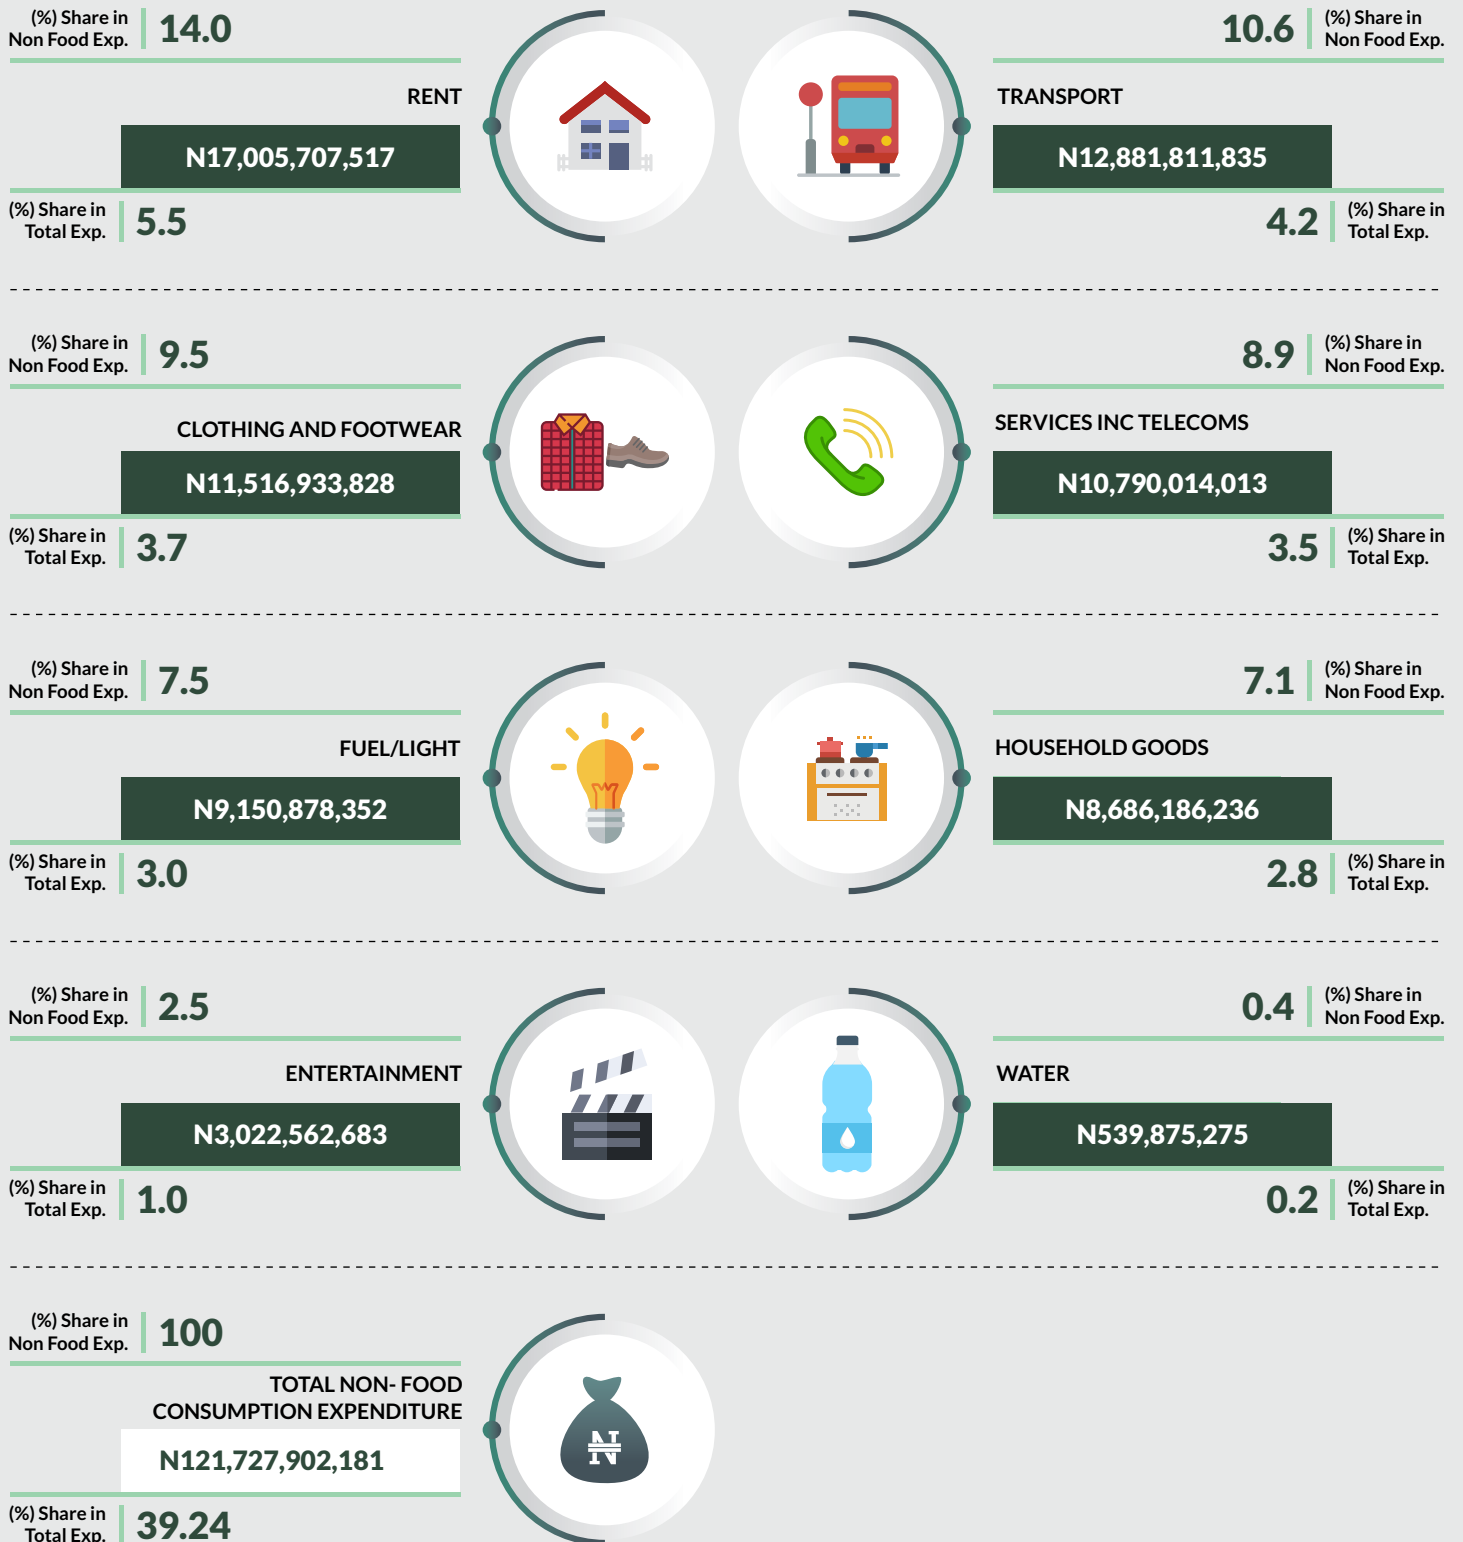 (%) Share in
Non Food Exp.
14.0
RENT
N17,005,707,517
(%) Share in
Total Exp.
5.5
10.6
(%) Share in
Non Food Exp.
TRANSPORT
N12,881,811,835
4.2
(%) Share in
Total Exp.
(%) Share in
Non Food Exp.
9.5
CLOTHING AND FOOTWEAR
N11,516,933,828
(%) Share in
Total Exp.
3.7
8.9
(%) Share in
Non Food Exp.
SERVICES INC TELECOMS
N10,790,014,013
3.5
(%) Share in
Total Exp.
(%) Share in
Non Food Exp.
7.5
FUEL/LIGHT
N9,150,878,352
(%) Share in
Total Exp.
3.0
7.1
(%) Share in
Non Food Exp.
HOUSEHOLD GOODS
N8,686,186,236
2.8
(%) Share in
Total Exp.
(%) Share in
Non Food Exp.
2.5
ENTERTAINMENT
N3,022,562,683
(%) Share in
Total Exp.
1.0
0.4
(%) Share in
Non Food Exp.
WATER
N539,875,275
0.2
(%) Share in
Total Exp.
(%) Share in
Non Food Exp.
100
TOTAL NON- FOOD
CONSUMPTION EXPENDITURE
N121,727,902,181
₦
(%) Share in
Total Exp.
39.24